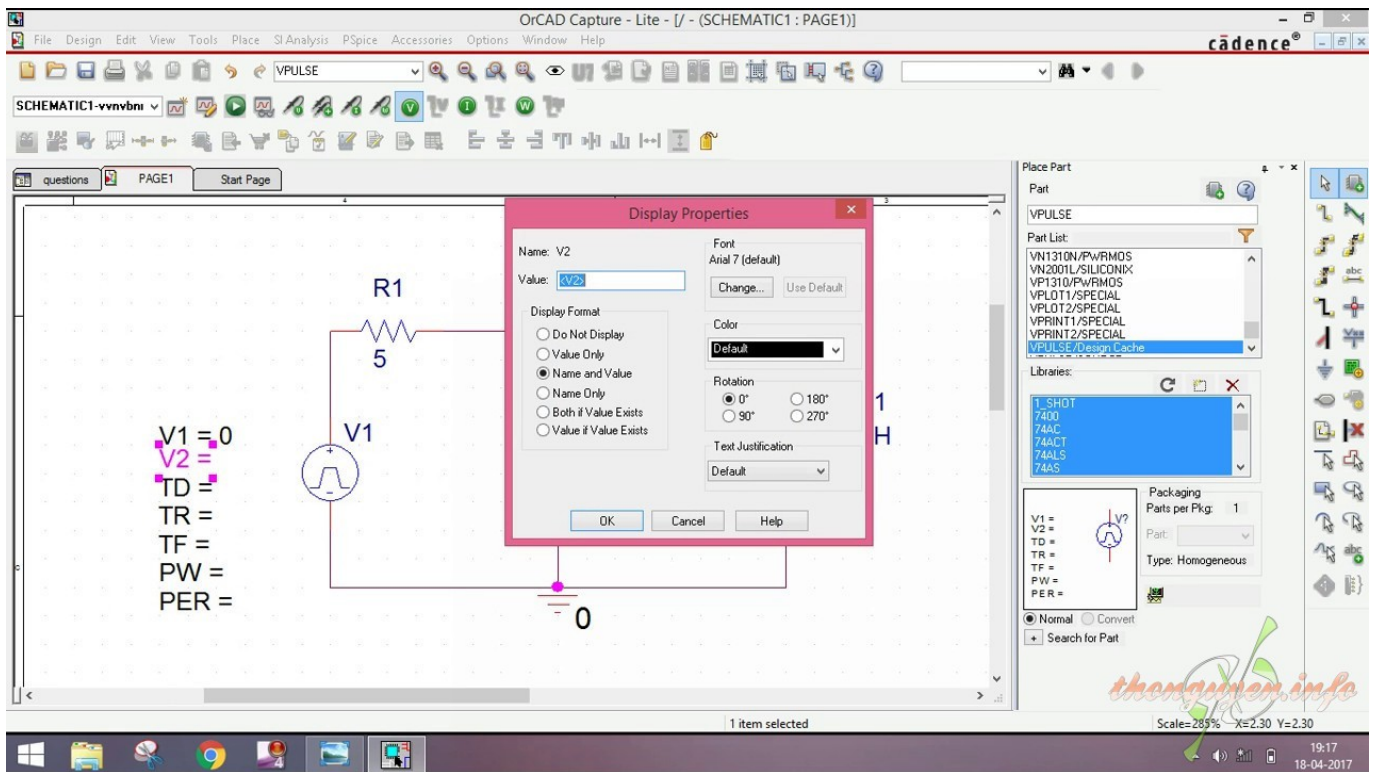 OrCAD Capture - Lite - [/ - (SCHEMATIC1 : PAGE1)]
File Design Edit View Tools Place SI Analysis PSpice Accessories Options Window Help
cādence®
VPULSE
SCHEMATIC1-vvnvbnı
V I W
questions PAGE1 Start Page
4 3
R1
5
V1 = 0
V2 =
TD =
TR =
TF =
PW =
PER =
V1
0
1
H
Display Properties
Name: V2
Value: <V2>
Display Format
Do Not Display
Value Only
Name and Value
Name Only
Both if Value Exists
Value if Value Exists
Font
Arial 7 (default)
Change... Use Default
Color
Default
Rotation
0° 180°
90° 270°
Text Justification
Default
OK Cancel Help
Place Part
Part
VPULSE
Part List:
VN1310N/PWRMOS
VN2001L/SILICONIX
VP1310/PWRMOS
VPLOT1/SPECIAL
VPLOT2/SPECIAL
VPRINT1/SPECIAL
VPRINT2/SPECIAL
VPULSE/Design Cache
Libraries:
1_SHOT
7400
74AC
74ACT
74ALS
74AS
V1 =
V2 =
TD =
TR =
TF =
PW =
PER =
V?
Packaging
Parts per Pkg: 1
Part:
Type: Homogeneous
Normal Convert
+ Search for Part
abc
abc
thonguyen.info
1 item selected
Scale=285% X=2.30 Y=2.30
19:17
18-04-2017